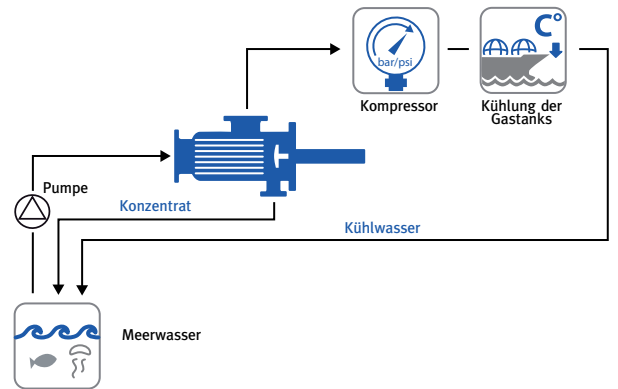 C°
bar/psi
Kompressor
Kühlung der
Gastanks
Pumpe
Konzentrat
Kühlwasser
Meerwasser